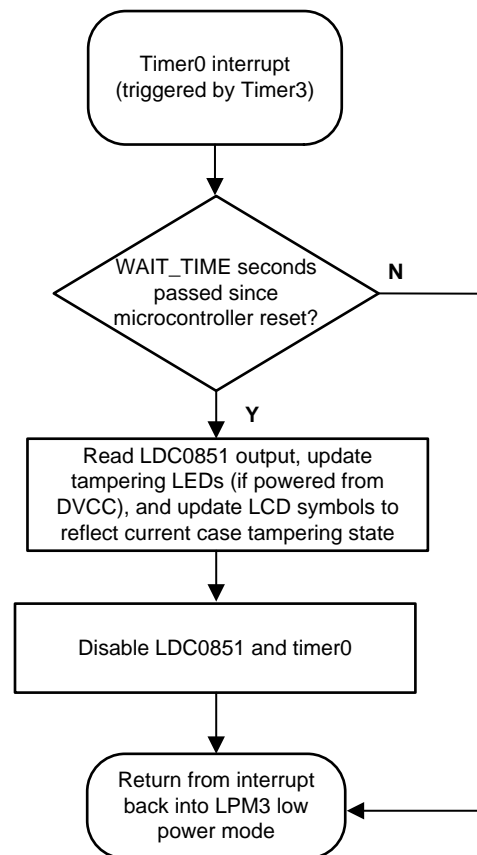 Timer0 interrupt
(triggered by Timer3)
WAIT_TIME seconds
passed since
microcontroller reset?
N
Y
Read LDC0851 output, update
tampering LEDs (if powered from
DVCC), and update LCD symbols to
reflect current case tampering state
Disable LDC0851 and timer0
Return from interrupt
back into LPM3 low
power mode